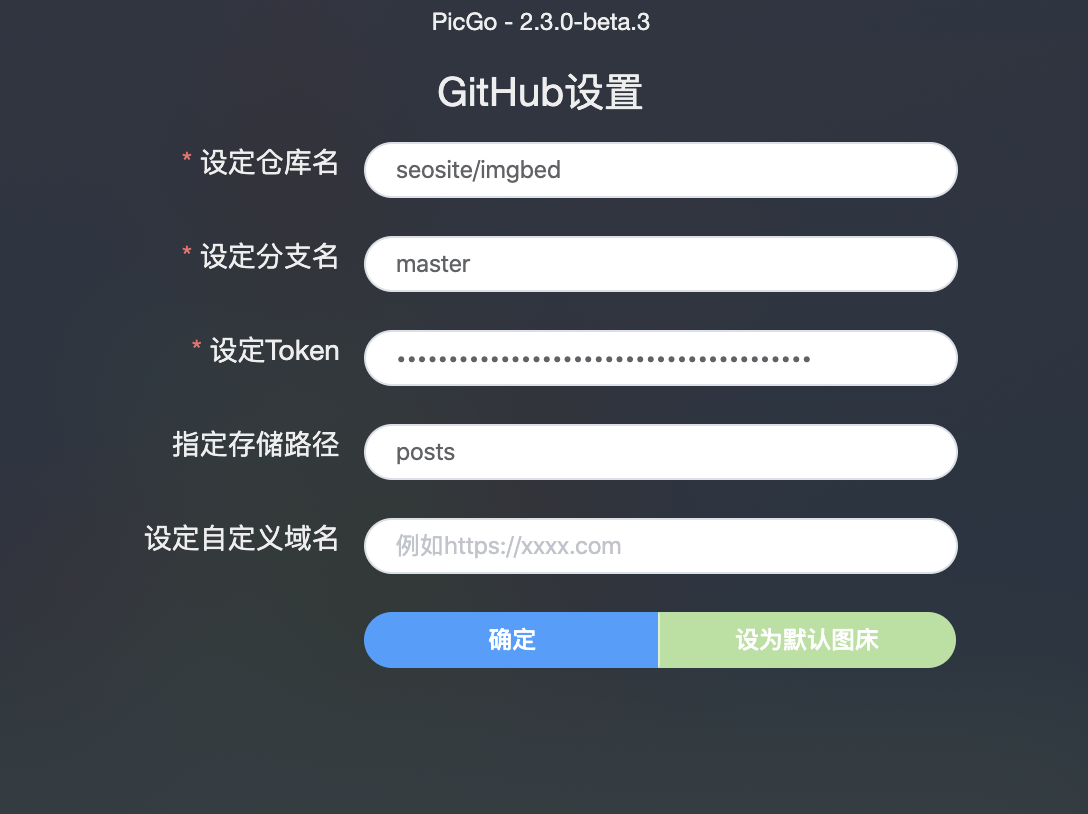 PicGo - 2.3.0-beta.3
GitHub设置
* 设定仓库名 seosite/imgbed
* 设定分支名 master
* 设定Token ••••••••••••••••••••••••••••••••••••••••
指定存储路径 posts
设定自定义域名 例如https://xxxx.com
确定 设为默认图床